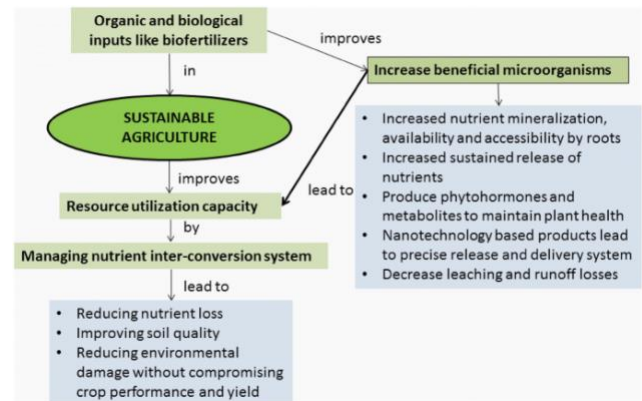 Organic and biological
inputs like biofertilizers
improves
in
Increase beneficial microorganisms
SUSTAINABLE
AGRICULTURE
• Increased nutrient mineralization,
availability and accessibility by roots
• Increased sustained release of
nutrients
• Produce phytohormones and
metabolites to maintain plant health
• Nanotechnology based products lead
to precise release and delivery system
• Decrease leaching and runoff losses
improves
lead to
Resource utilization capacity
by
Managing nutrient inter-conversion system
lead to
• Reducing nutrient loss
• Improving soil quality
• Reducing environmental
damage without compromising
crop performance and yield